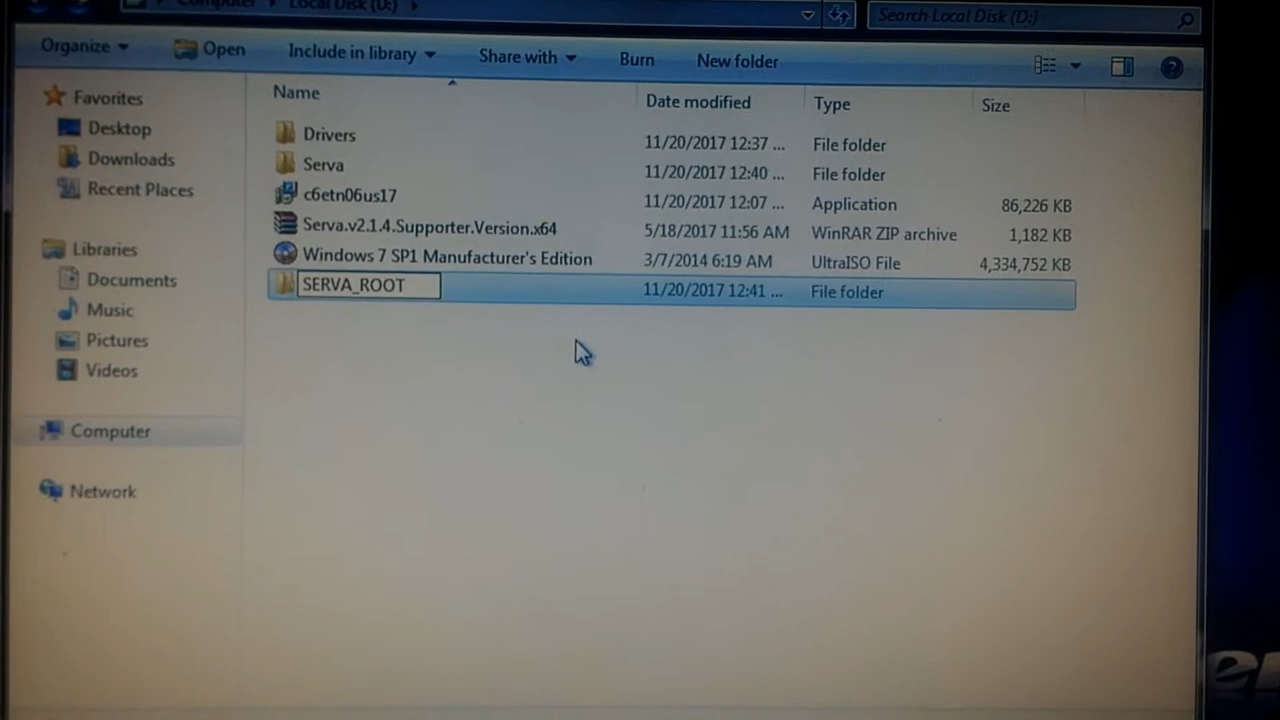 Computer Local Disk (D:)
Search Local Disk (D:)
Organize Open Include in library Share with Burn New folder
Name Date modified Type Size
Favorites
Desktop
Downloads
Recent Places
Libraries
Documents
Music
Pictures
Videos
Computer
Network
Drivers 11/20/2017 12:37 ... File folder
Serva 11/20/2017 12:40 ... File folder
c6etn06us17 11/20/2017 12:07 ... Application 86,226 KB
Serva.v2.1.4.Supporter.Version.x64 5/18/2017 11:56 AM WinRAR ZIP archive 1,182 KB
Windows 7 SP1 Manufacturer's Edition 3/7/2014 6:19 AM UltraISO File 4,334,752 KB
SERVA_ROOT 11/20/2017 12:41 ... File folder